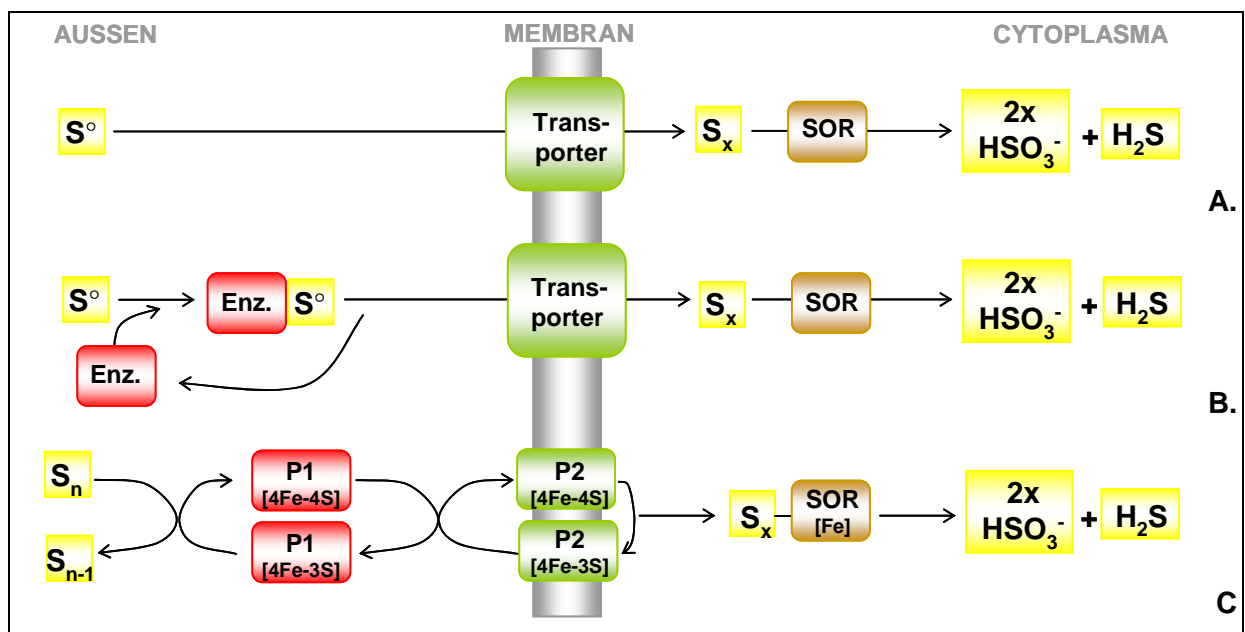 AUSSEN MEMBRAN CYTOPLASMA
S° Trans-
porter Sₓ SOR 2x
HSO₃⁻ + H₂S
A.
S° Enz. S° Trans-
porter Sₓ SOR 2x
HSO₃⁻ + H₂S
Enz.
B.
Sₙ P1
[4Fe-4S] P2
[4Fe-4S]
Sₓ SOR
[Fe] 2x
HSO₃⁻ + H₂S
Sₙ₋₁ P1
[4Fe-3S] P2
[4Fe-3S]
C